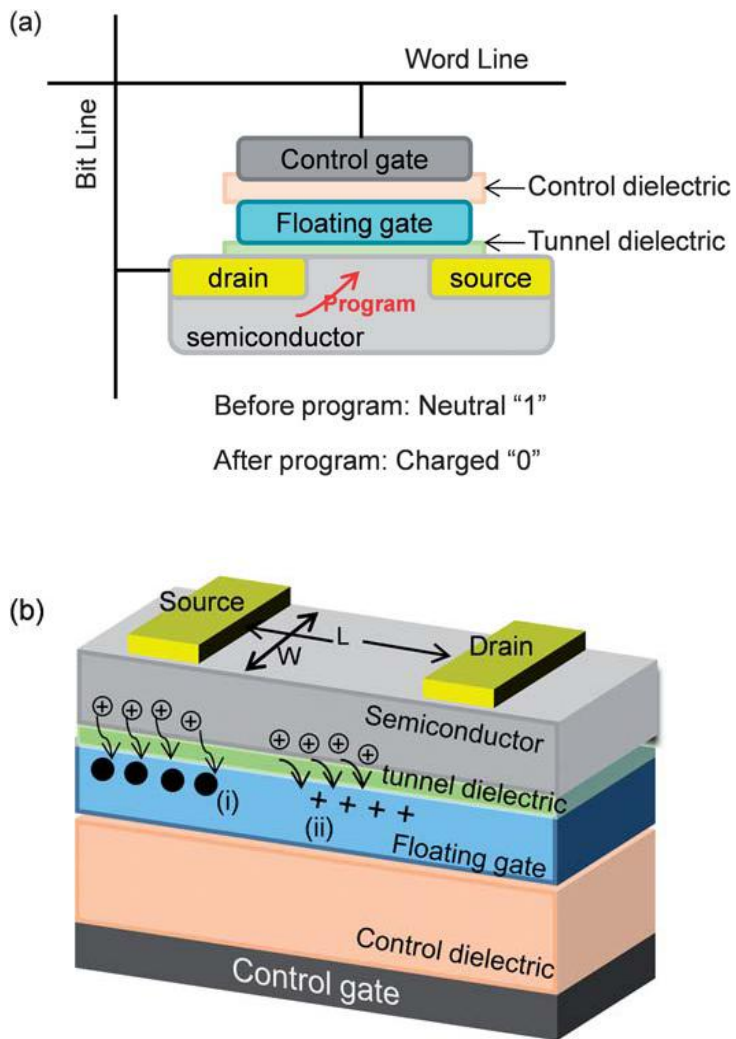 (a)
Word Line
Bit Line
Control gate
Control dielectric
Floating gate
Tunnel dielectric
drain
source
Program
semiconductor
Before program: Neutral “1”
After program: Charged “0”
(b)
Source
L
W
Drain
Semiconductor
+ + + +
+ + + +
tunnel dielectric
(i)
+ + + +
(ii)
Floating gate
Control dielectric
Control gate